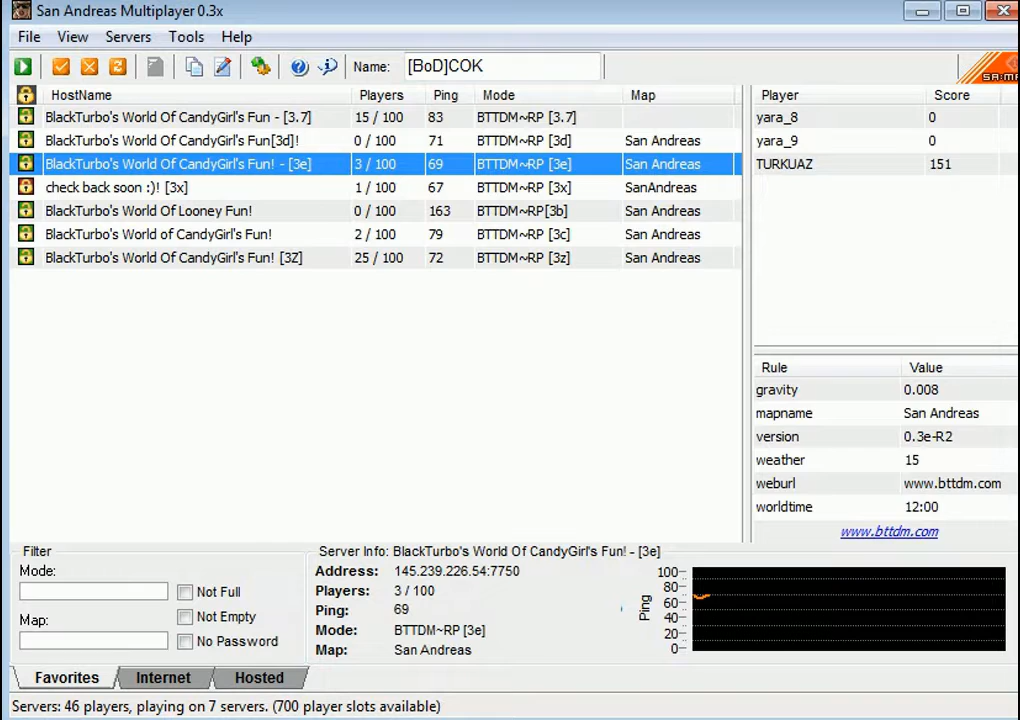 San Andreas Multiplayer 0.3x
File View Servers Tools Help
Name: [BoD]COK
HostName Players Ping Mode Map
BlackTurbo's World Of CandyGirl's Fun - [3.7] 15 / 100 83 BTTDM~RP [3.7]
BlackTurbo's World Of CandyGirl's Fun[3d]! 0 / 100 71 BTTDM~RP [3d] San Andreas
BlackTurbo's World Of CandyGirl's Fun! - [3e] 3 / 100 69 BTTDM~RP [3e] San Andreas
check back soon :)! [3x] 1 / 100 67 BTTDM~RP [3x] SanAndreas
BlackTurbo's World Of Looney Fun! 0 / 100 163 BTTDM~RP[3b] San Andreas
BlackTurbo's World of CandyGirl's Fun! 2 / 100 79 BTTDM~RP [3c] San Andreas
BlackTurbo's World Of CandyGirl's Fun! [3Z] 25 / 100 72 BTTDM~RP [3z] San Andreas
Player Score
yara_8 0
yara_9 0
TURKUAZ 151
Rule Value
gravity 0.008
mapname San Andreas
version 0.3e-R2
weather 15
weburl www.bttdm.com
worldtime 12:00
www.bttdm.com
Filter
Mode:
Not Full
Not Empty
Map:
No Password
Server Info: BlackTurbo's World Of CandyGirl's Fun! - [3e]
Address: 145.239.226.54:7750
Players: 3 / 100
Ping: 69
Mode: BTTDM~RP [3e]
Map: San Andreas
Ping
100
80
60
40
20
0
Favorites Internet Hosted
Servers: 46 players, playing on 7 servers. (700 player slots available)